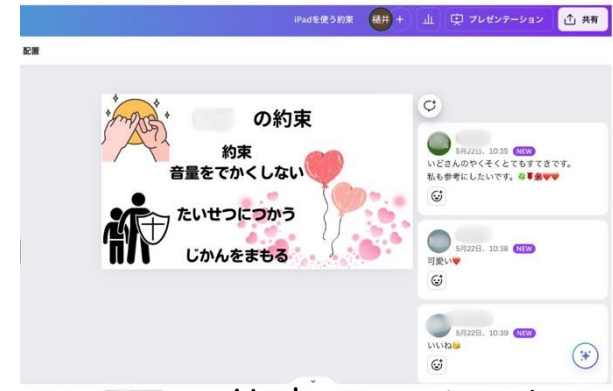 iPadを使う約束
樋井
+
プレゼンテーション
共有
配置
の約束
約束
音量をでかくしない
たいせつにつかう
じかんをまもる
5月22日、10:35 NEW
いどさんのやくそくとてもすてきです。
私も参考にしたいです。🍀🌹🌺❤️❤️
5月22日、10:38 NEW
可愛い❤️
5月22日、10:39 NEW
いいね😘